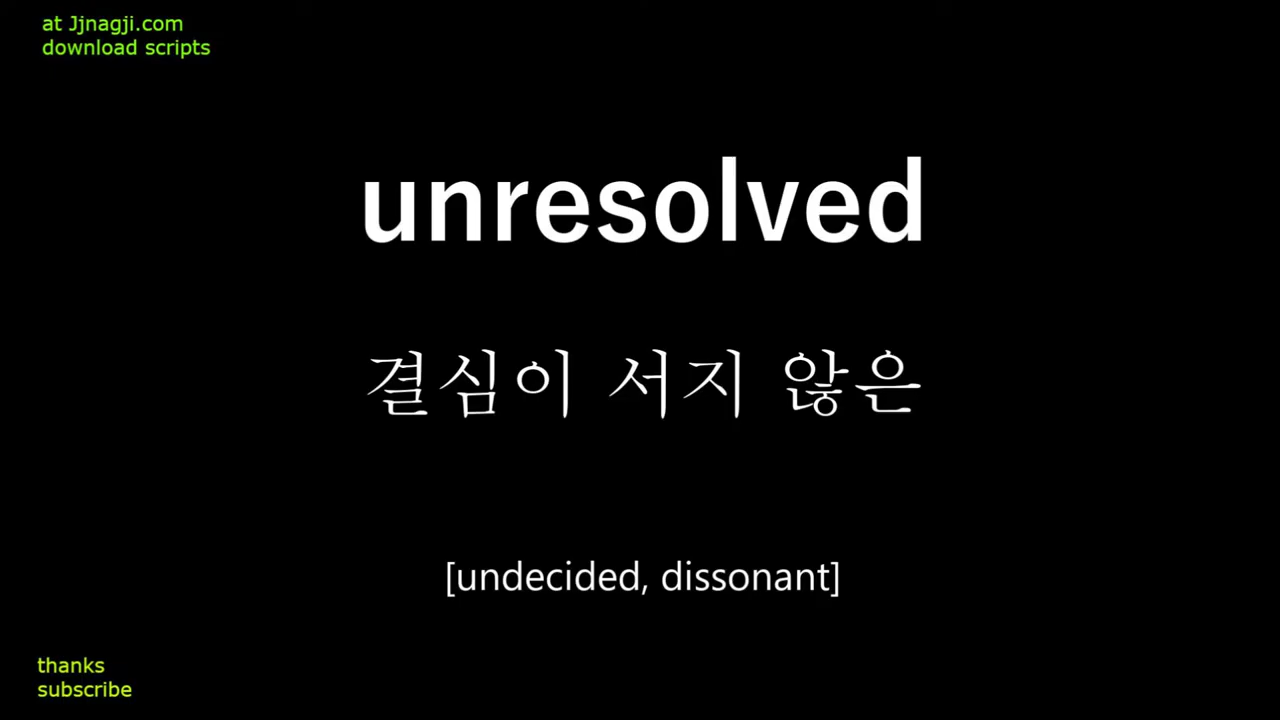 at Jjnagji.com
download scripts
unresolved
결심이 서지 않은
[undecided, dissonant]
thanks
subscribe